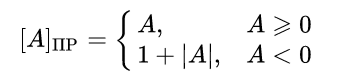 [A]ПР = { A, A ⩾ 0
1 + |A|, A < 0